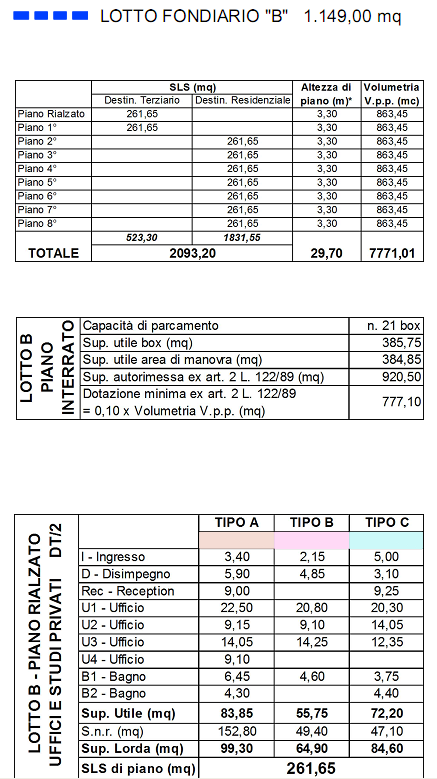 LOTTO FONDIARIO "B" 1.149,00 mq
SLS (mq) Altezza di piano (m)* Volumetria V.p.p. (mc)
Destin. Terziario Destin. Residenziale
Piano Rialzato 261,65 3,30 863,45
Piano 1° 261,65 3,30 863,45
Piano 2° 261,65 3,30 863,45
Piano 3° 261,65 3,30 863,45
Piano 4° 261,65 3,30 863,45
Piano 5° 261,65 3,30 863,45
Piano 6° 261,65 3,30 863,45
Piano 7° 261,65 3,30 863,45
Piano 8° 261,65 3,30 863,45
523,30 1831,55
TOTALE 2093,20 29,70 7771,01
LOTTO B
PIANO
INTERRATO
Capacità di parcamento n. 21 box
Sup. utile box (mq) 385,75
Sup. utile area di manovra (mq) 384,85
Sup. autorimessa ex art. 2 L. 122/89 (mq) 920,50
Dotazione minima ex art. 2 L. 122/89
= 0,10 x Volumetria V.p.p. (mq) 777,10
LOTTO B - PIANO RIALZATO
UFFICI E STUDI PRIVATI DT/2
TIPO A TIPO B TIPO C
I - Ingresso 3,40 2,15 5,00
D - Disimpegno 5,90 4,85 3,10
Rec - Reception 9,00 9,25
U1 - Ufficio 22,50 20,80 20,30
U2 - Ufficio 9,15 9,10 14,05
U3 - Ufficio 14,05 14,25 12,35
U4 - Ufficio 9,10
B1 - Bagno 6,45 4,60 3,75
B2 - Bagno 4,30 4,40
Sup. Utile (mq) 83,85 55,75 72,20
S.n.r. (mq) 152,80 49,40 47,10
Sup. Lorda (mq) 99,30 64,90 84,60
SLS di piano (mq) 261,65